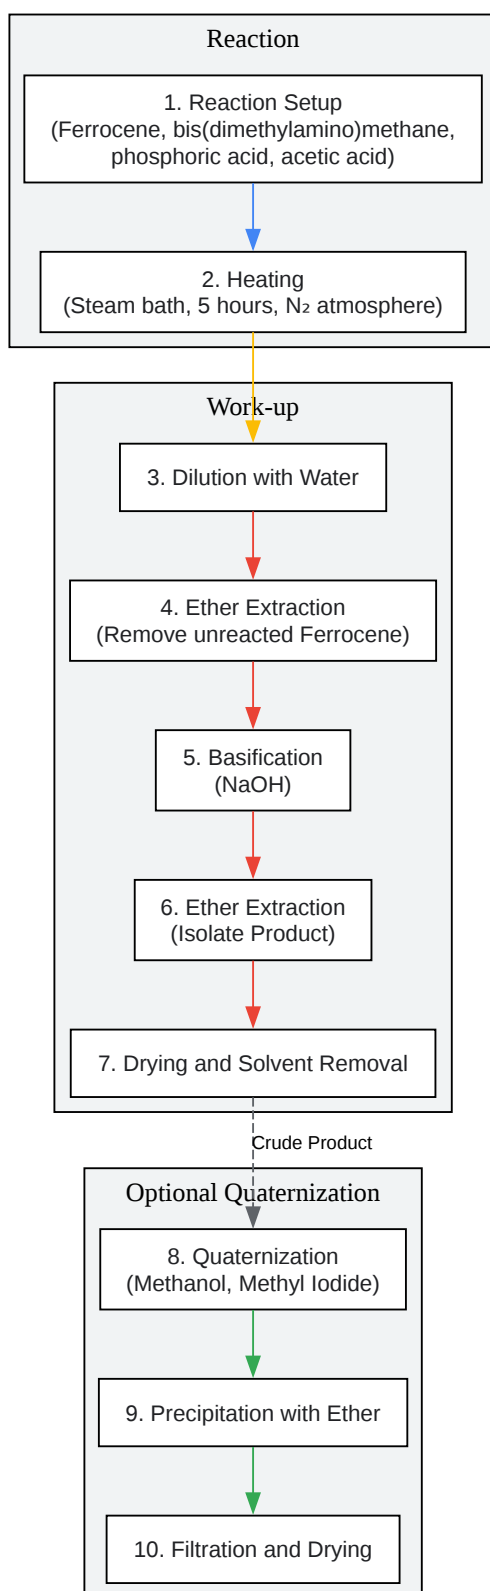 Reaction
1. Reaction Setup
(Ferrocene, bis(dimethylamino)methane,
phosphoric acid, acetic acid)
2. Heating
(Steam bath, 5 hours, N₂ atmosphere)
Work-up
3. Dilution with Water
4. Ether Extraction
(Remove unreacted Ferrocene)
5. Basification
(NaOH)
6. Ether Extraction
(Isolate Product)
7. Drying and Solvent Removal
Crude Product
Optional Quaternization
8. Quaternization
(Methanol, Methyl Iodide)
9. Precipitation with Ether
10. Filtration and Drying